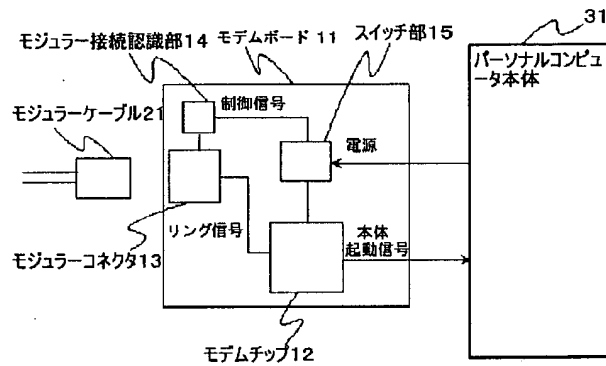 31
モジュラー接続認識部14
モデムボード 11
スイッチ部15
パーソナルコンピュ
ータ本体
モジュラーケーブル21
制御信号
電源
リング信号
本体
起動信号
モジュラーコネクタ13
モデムチップ12